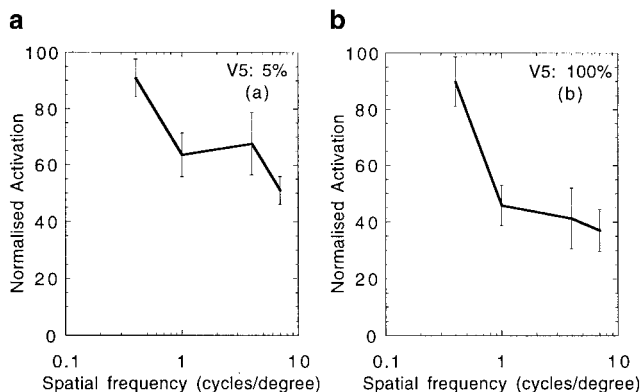 a
b
100
80
60
40
20
0
Normalised Activation
V5: 5%
(a)
0.1
1
10
Spatial frequency (cycles/degree)
100
80
60
40
20
0
Normalised Activation
V5: 100%
(b)
0.1
1
10
Spatial frequency (cycles/degree)